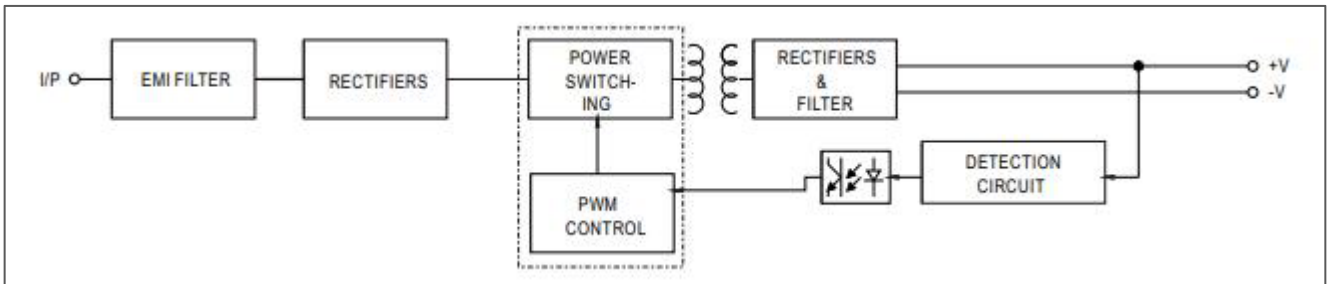 I/P
EMI FILTER
RECTIFIERS
POWER
SWITCH-
ING
RECTIFIERS
&
FILTER
+V
-V
DETECTION
CIRCUIT
PWM
CONTROL